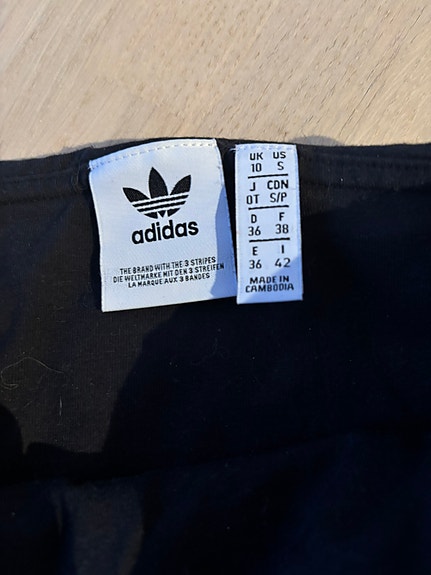 adidas
THE BRAND WITH THE 3 STRIPES
DIE WELTMARKE MIT DEN 3 STREIFEN
LA MARQUE AUX 3 BANDES
UK US
10 S
J CDN
OT S/P
D F
36 38
E I
36 42
MADE IN
CAMBODIA